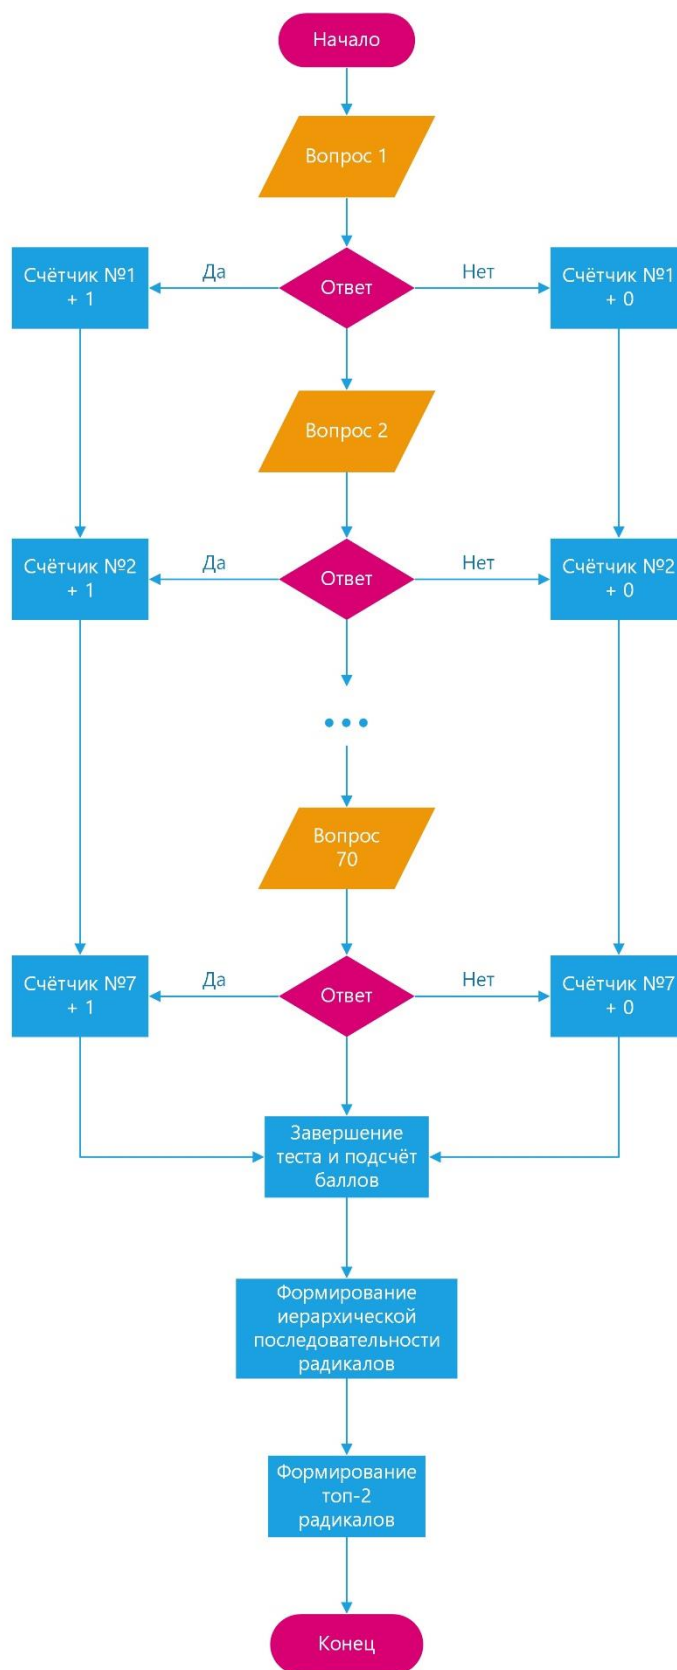 Начало
Вопрос 1
Счётчик №1
+ 1
Да
Ответ
Нет
Счётчик №1
+ 0
Вопрос 2
Счётчик №2
+ 1
Да
Ответ
Нет
Счётчик №2
+ 0
Вопрос
70
Счётчик №7
+ 1
Да
Ответ
Нет
Счётчик №7
+ 0
Завершение
теста и подсчёт
баллов
Формирование
иерархической
последовательности
радикалов
Формирование
топ-2
радикалов
Конец